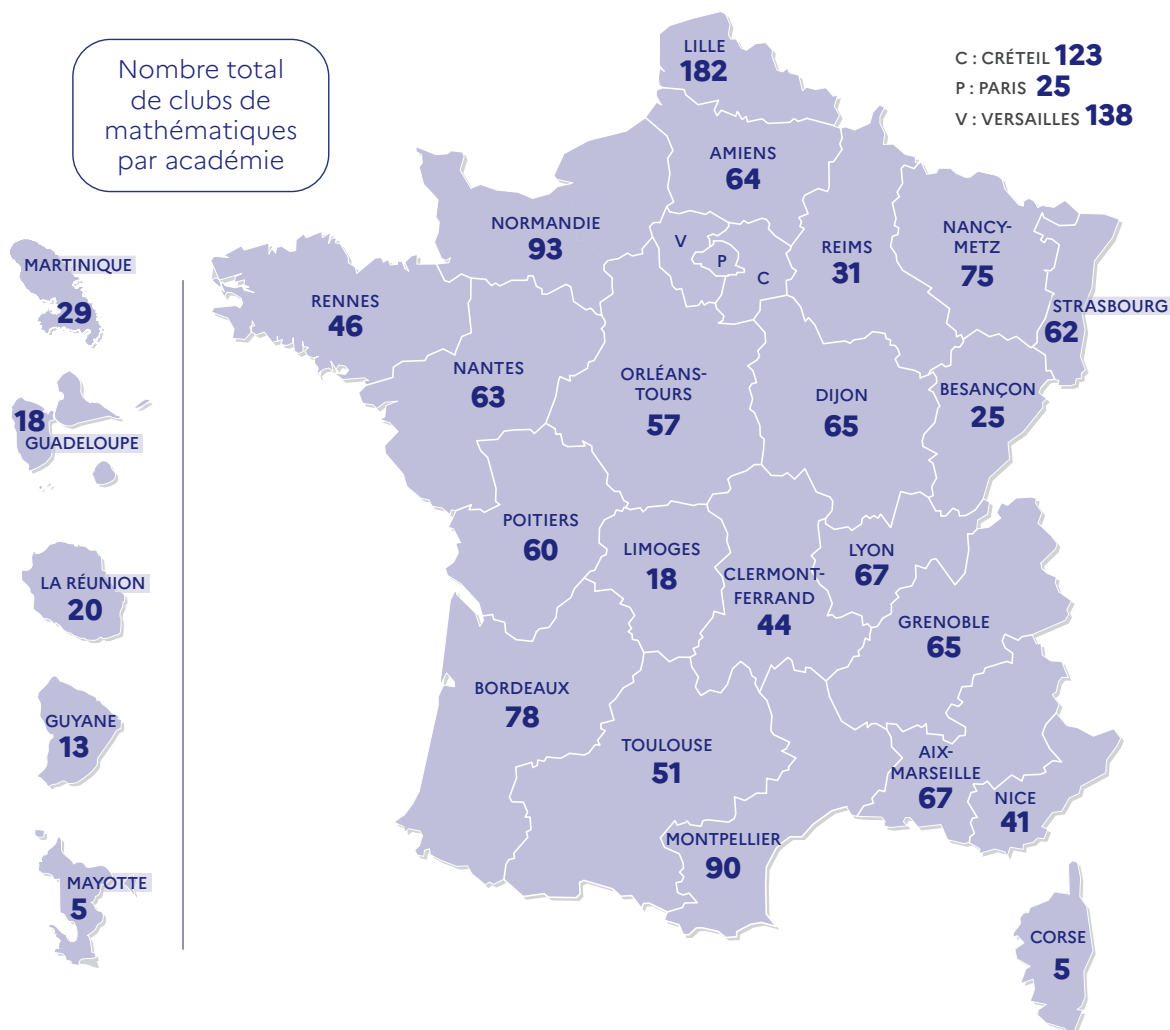 Nombre total
de clubs de
mathématiques
par académie
C : CRÉTEIL 123
P : PARIS 25
V : VERSAILLES 138
LILLE
182
AMIENS
64
NORMANDIE
93
V
P
C
REIMS
31
NANCY-
METZ
75
STRASBOURG
62
RENNES
46
NANTES
63
ORLÉANS-
TOURS
57
DIJON
65
BESANÇON
25
POITIERS
60
LIMOGES
18
CLERMONT-
FERRAND
44
LYON
67
GRENOBLE
65
BORDEAUX
78
TOULOUSE
51
MONTPELLIER
90
AIX-
MARSEILLE
67
NICE
41
CORSE
5
MARTINIQUE
29
18
GUADELOUPE
LA RÉUNION
20
GUYANE
13
MAYOTTE
5